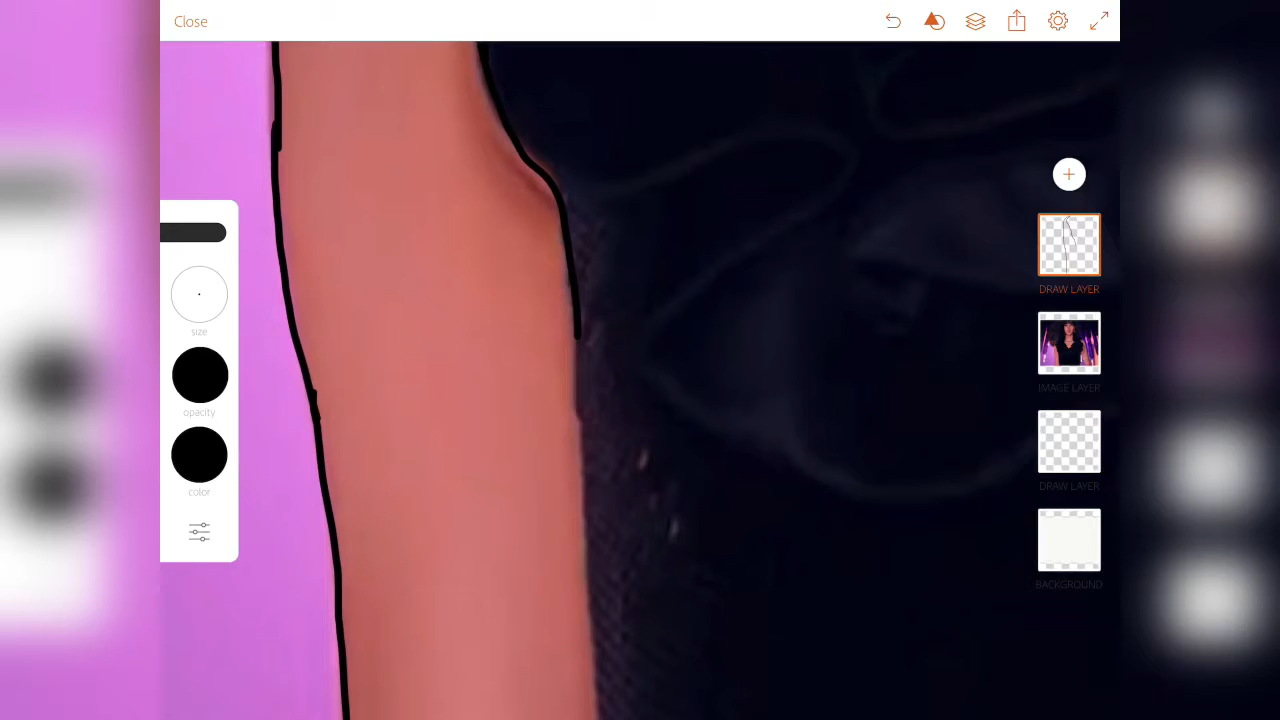 Close
size
opacity
color
DRAW LAYER
IMAGE LAYER
DRAW LAYER
BACKGROUND